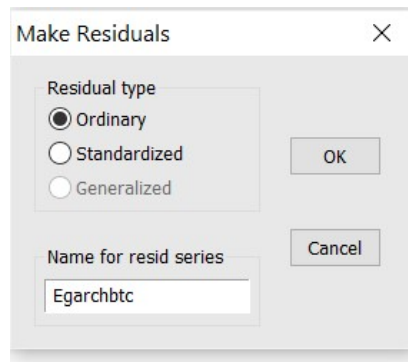 Make Residuals
Residual type
Ordinary
Standardized
Generalized
OK
Name for resid series
Egarchbtc
Cancel